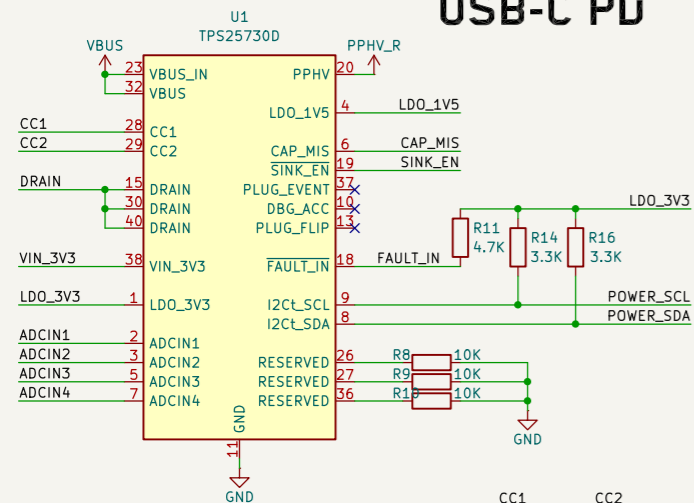 USB-C PD
U1
TPS25730D
VBUS
PPHV_R
23 VBUS_IN
PPHV 20
32 VBUS
LDO_1V5 4 LDO_1V5
CC1 28 CC1
CC2 29 CC2
CAP_MIS 6 CAP_MIS
SINK_EN 19 SINK_EN
DRAIN 15 DRAIN
PLUG_EVENT 37
30 DRAIN
DBG_ACC 10
40 DRAIN
PLUG_FLIP 13
LDO_3V3
R11
4.7K
R14
3.3K
R16
3.3K
VIN_3V3 38 VIN_3V3
FAULT_IN 18 FAULT_IN
LDO_3V3 1 LDO_3V3
I2Ct_SCL 9 POWER_SCL
I2Ct_SDA 8 POWER_SDA
ADCIN1 2 ADCIN1
ADCIN2 3 ADCIN2
RESERVED 26 R8 10K
ADCIN3 5 ADCIN3
RESERVED 27 R9 10K
ADCIN4 7 ADCIN4
RESERVED 36 R10 10K
GND
11
GND
GND
CC1 CC2